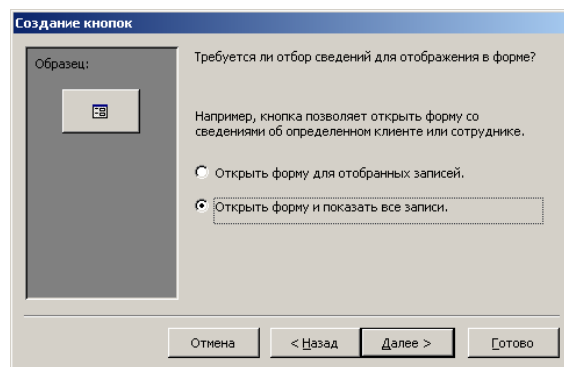 Создание кнопок
Образец:
Требуется ли отбор сведений для отображения в форме?
Например, кнопка позволяет открыть форму со
сведениями об определенном клиенте или сотруднике.
Открыть форму для отобранных записей.
Открыть форму и показать все записи.
Отмена
< Назад
Далее >
Готово